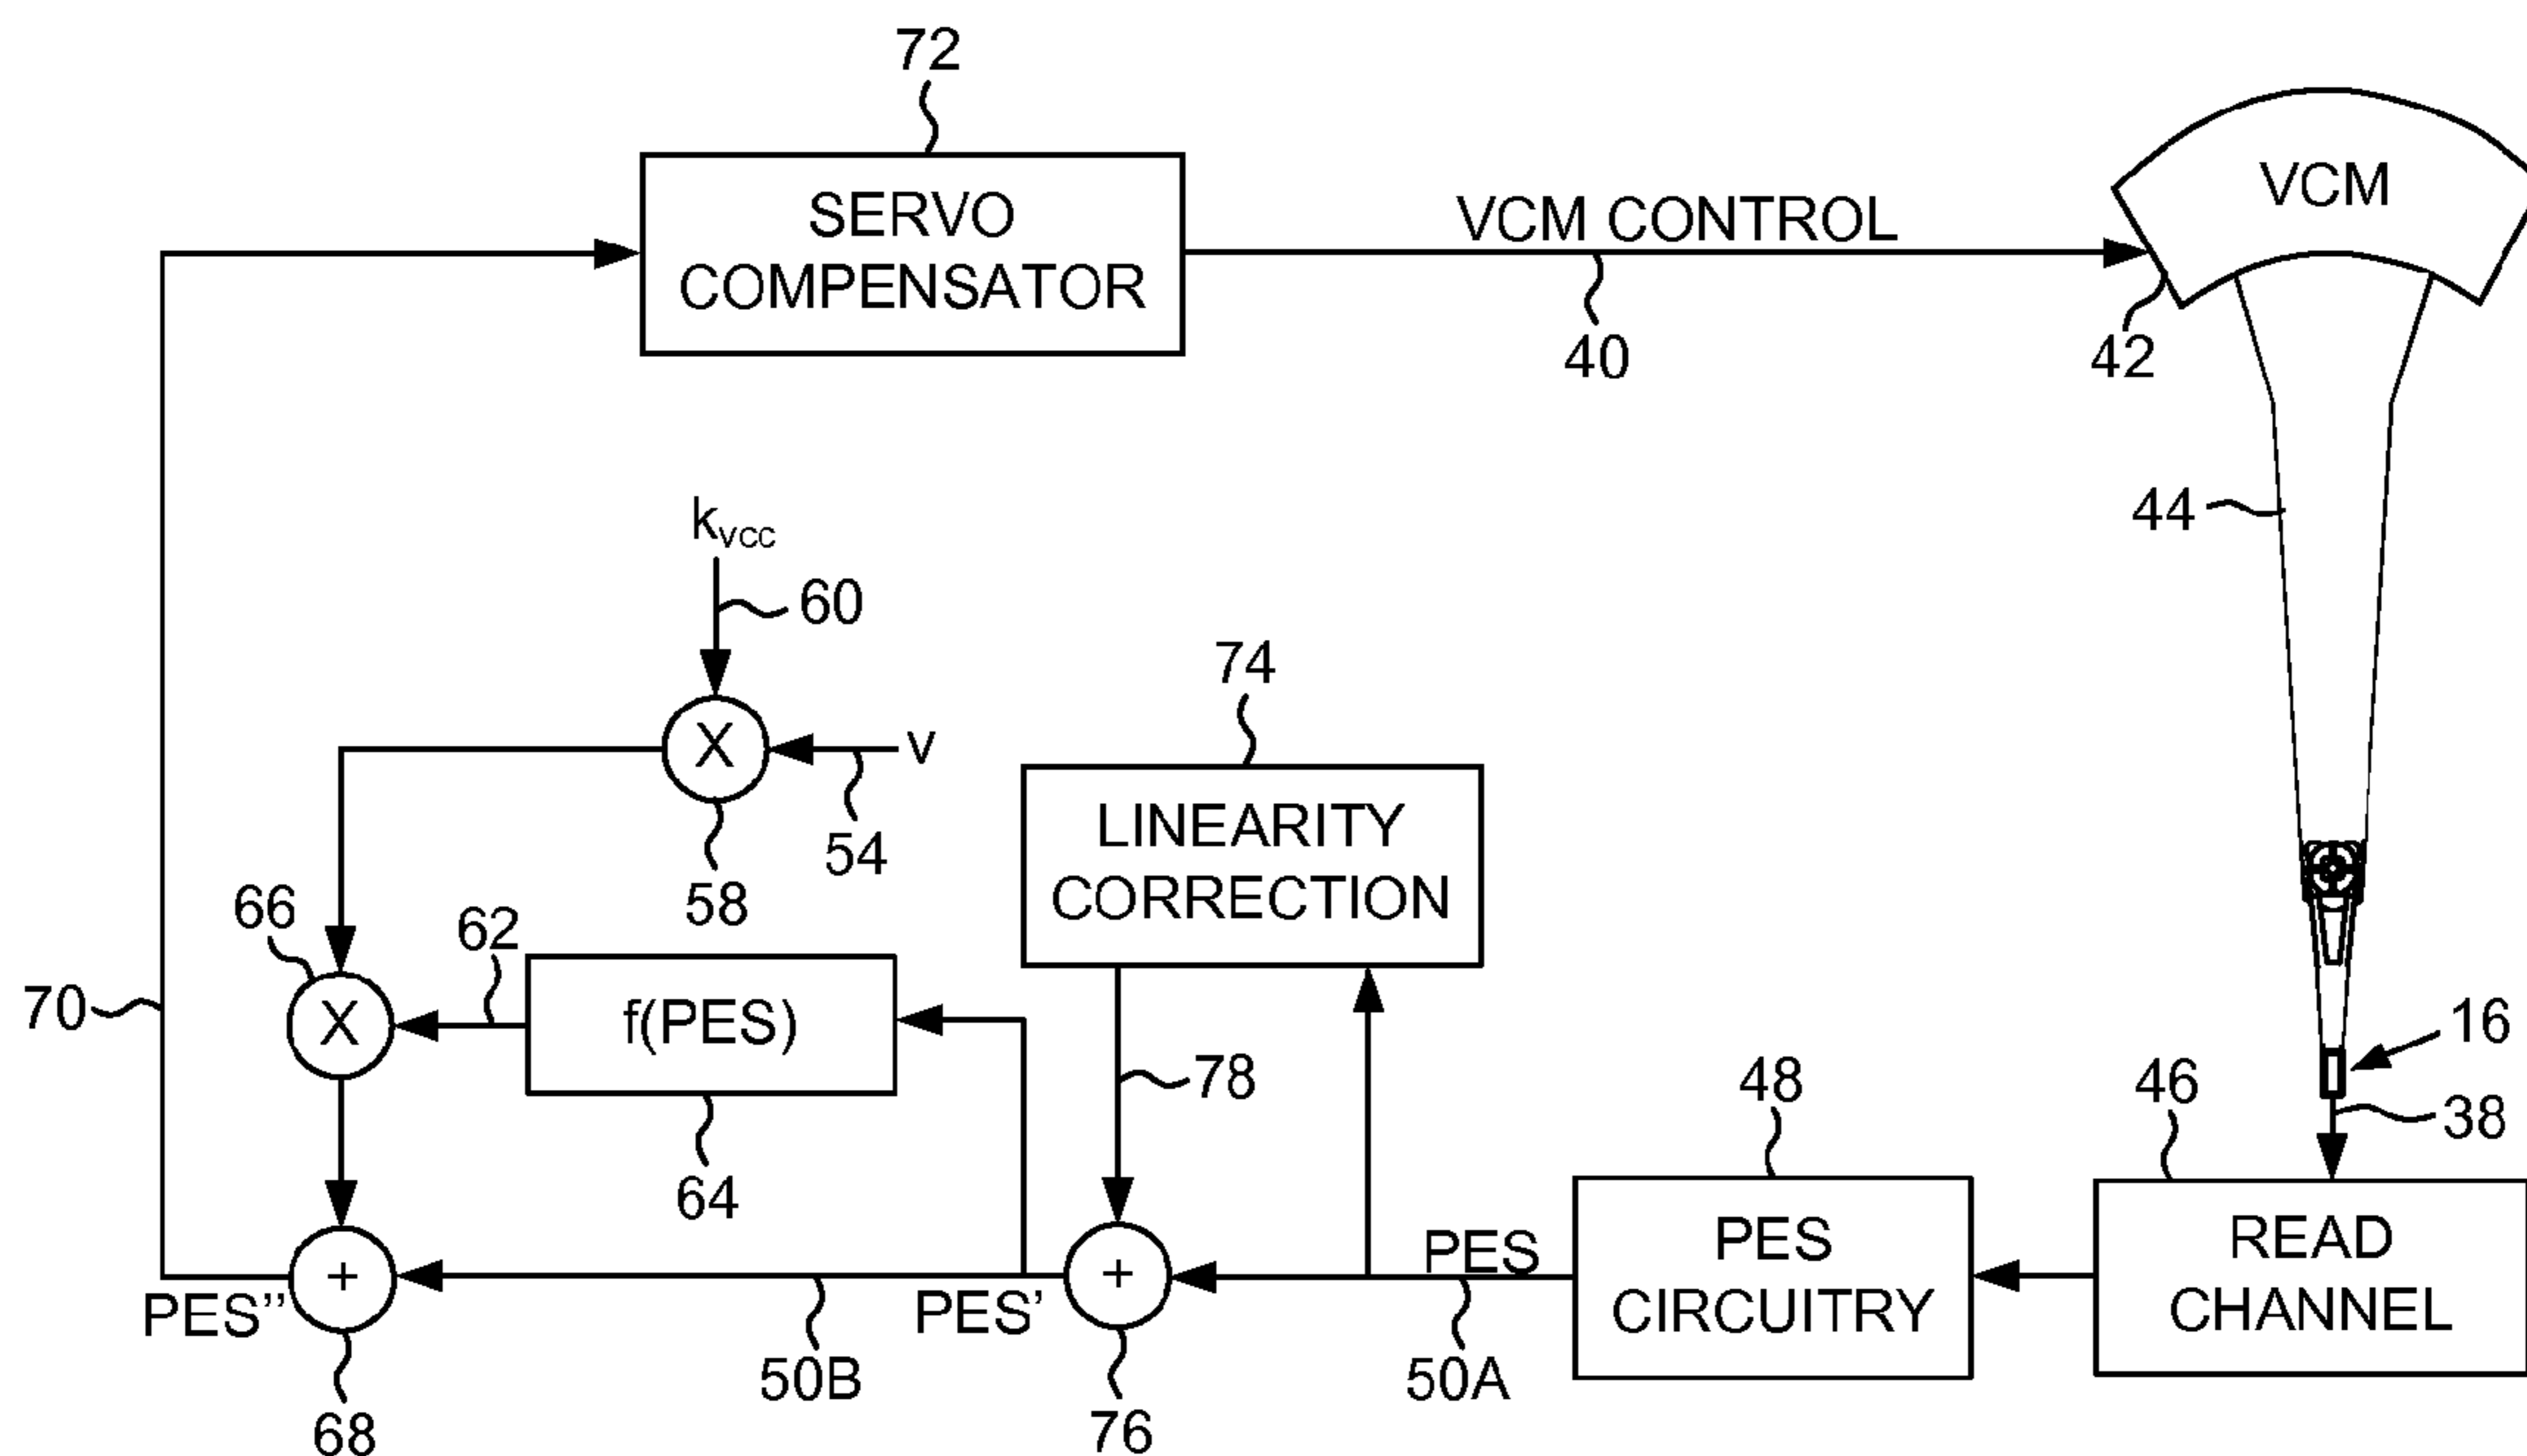 72
SERVO
COMPENSATOR
VCM CONTROL
40
VCM
42
44
kVCC
60
X
v
54
58
74
LINEARITY
CORRECTION
66
62
X
f(PES)
64
70
78
16
38
48
46
PES
CIRCUITRY
READ
CHANNEL
PES
50A
+
76
PES’
50B
+
PES’’
68